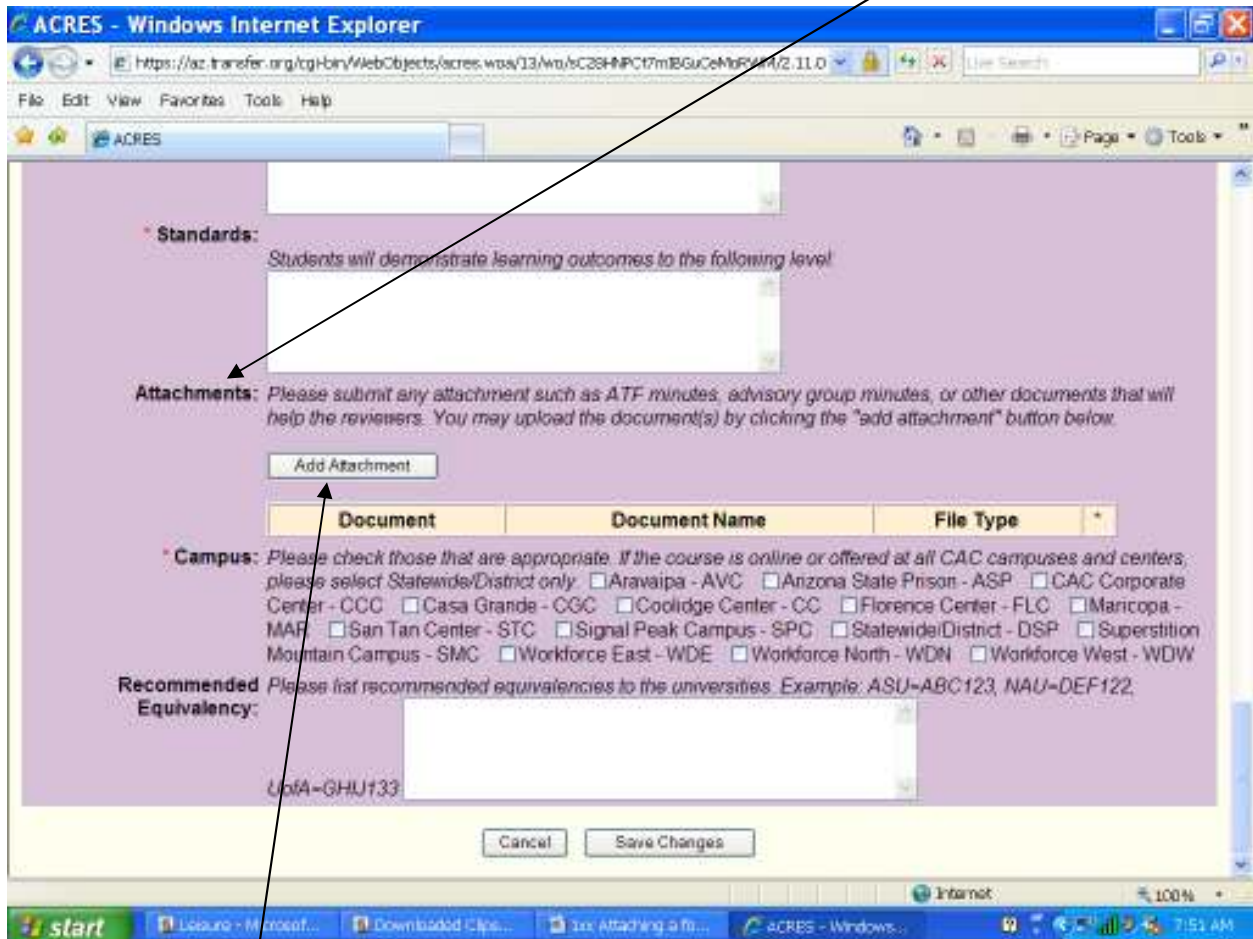 ACRES - Windows Internet Explorer
File Edit View Favorites Tools Help
ACRES
Page Tools
* Standards:
Students will demonstrate learning outcomes to the following level:
Attachments: Please submit any attachment such as ATF minutes, advisory group minutes, or other documents that will
help the reviewers. You may upload the document(s) by clicking the "add attachment" button below.
Add Attachment
Document Document Name File Type *
* Campus: Please check those that are appropriate. If the course is online or offered at all CAC campuses and centers,
please select Statewide/District only. Aravaipa - AVC Arizona State Prison - ASP CAC Corporate
Center - CCC Casa Grande - CGC Coolidge Center - CC Florence Center - FLC Maricopa -
MAR San Tan Center - STC Signal Peak Campus - SPC Statewide/District - DSP Superstition
Mountain Campus - SMC Workforce East - WDE Workforce North - WDN Workforce West - WDW
Recommended Please list recommended equivalencies to the universities. Example: ASU=ABC123, NAU=DEF122,
Equivalency:
UofA=GHU133
Cancel Save Changes
Internet 100%
start Leisure - Microsof... Downloaded Clips... Attaching a fo... ACRES - Windows... 7:51 AM